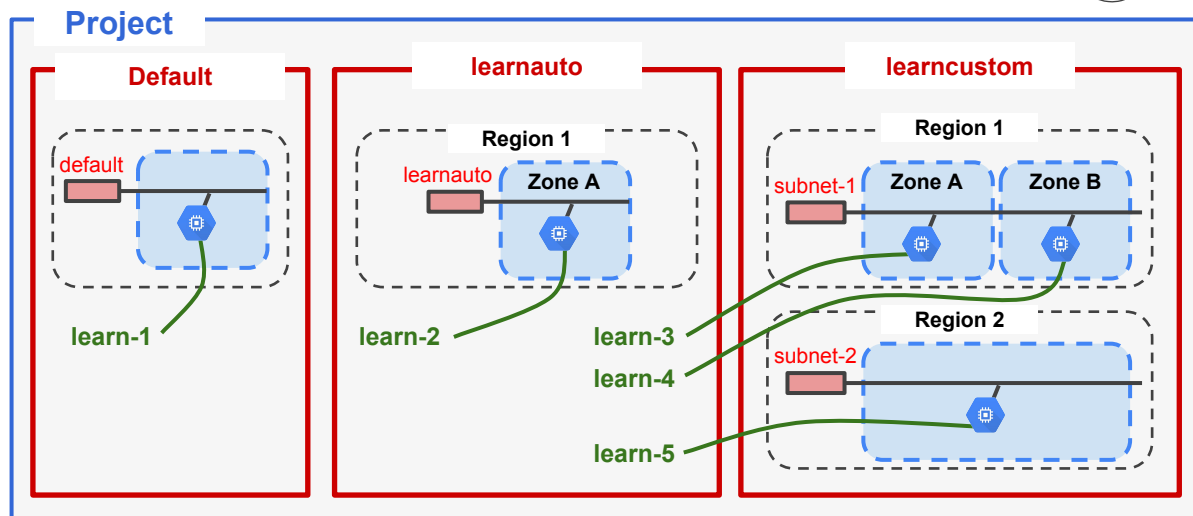 Project
Default
learnauto
learncustom
Region 1
default
learnauto
Zone A
Region 1
Zone A
Zone B
subnet-1
learn-1
learn-2
learn-3
learn-4
Region 2
subnet-2
learn-5